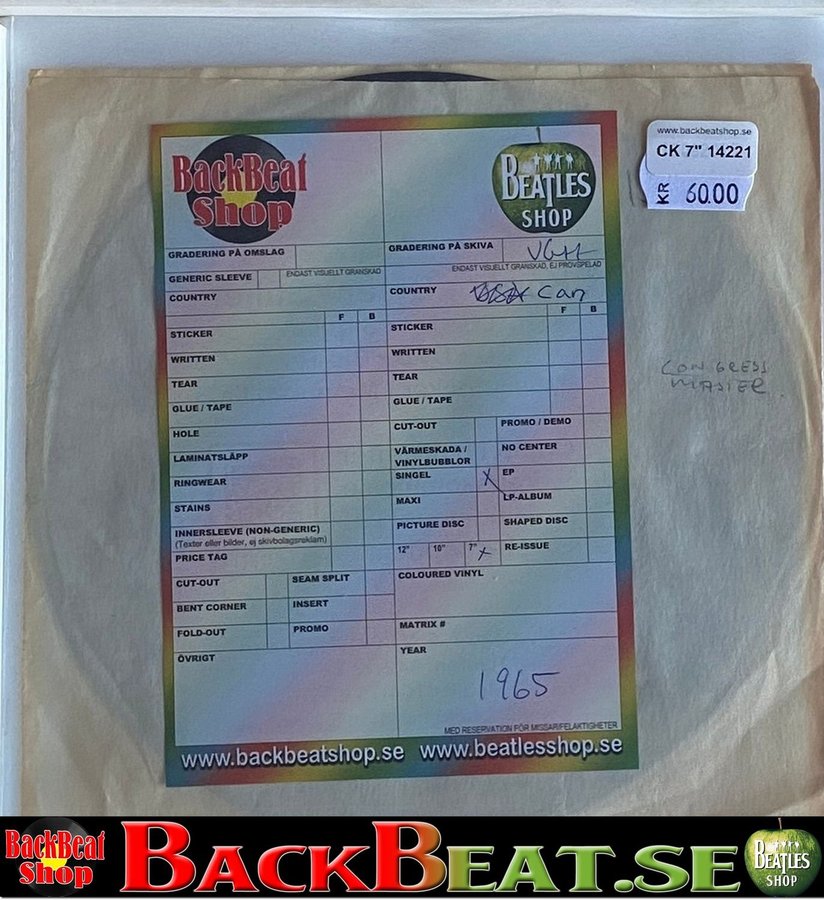 www.backbeatshop.se
CK 7" 14221
KR 60.00
BackBeat
Shop
BEATLES
SHOP
GRADERING PÅ OMSLAG
GRADERING PÅ SKIVA
ENDAST VISUELLT GRANSKAD
ENDAST VISUELLT GRANSKAD, EJ PROVSPELAD
GENERIC SLEEVE
COUNTRY
COUNTRY Can
F B
F B
STICKER
STICKER
WRITTEN
WRITTEN
TEAR
TEAR
GLUE / TAPE
GLUE / TAPE
HOLE
CUT-OUT
PROMO / DEMO
LAMINATSLÄPP
VÄRMESKADA /
VINYLBUBBLOR
NO CENTER
RINGWEAR
SINGEL X
EP
STAINS
MAXI
LP-ALBUM
INNERSLEEVE (NON-GENERIC)
(Texter eller bilder, ej skivbolagsreklam)
PICTURE DISC
SHAPED DISC
PRICE TAG
12" 10" 7" X
RE-ISSUE
CUT-OUT
SEAM SPLIT
COLOURED VINYL
BENT CORNER
INSERT
FOLD-OUT
PROMO
MATRIX #
ÖVRIGT
YEAR
1965
MED RESERVATION FÖR MISSAR/FELAKTIGHETER
www.backbeatshop.se www.beatlesshop.se
CONGRESS
MASTER
BackBeat
Shop
BACKBEAT.SE
BEATLES
SHOP